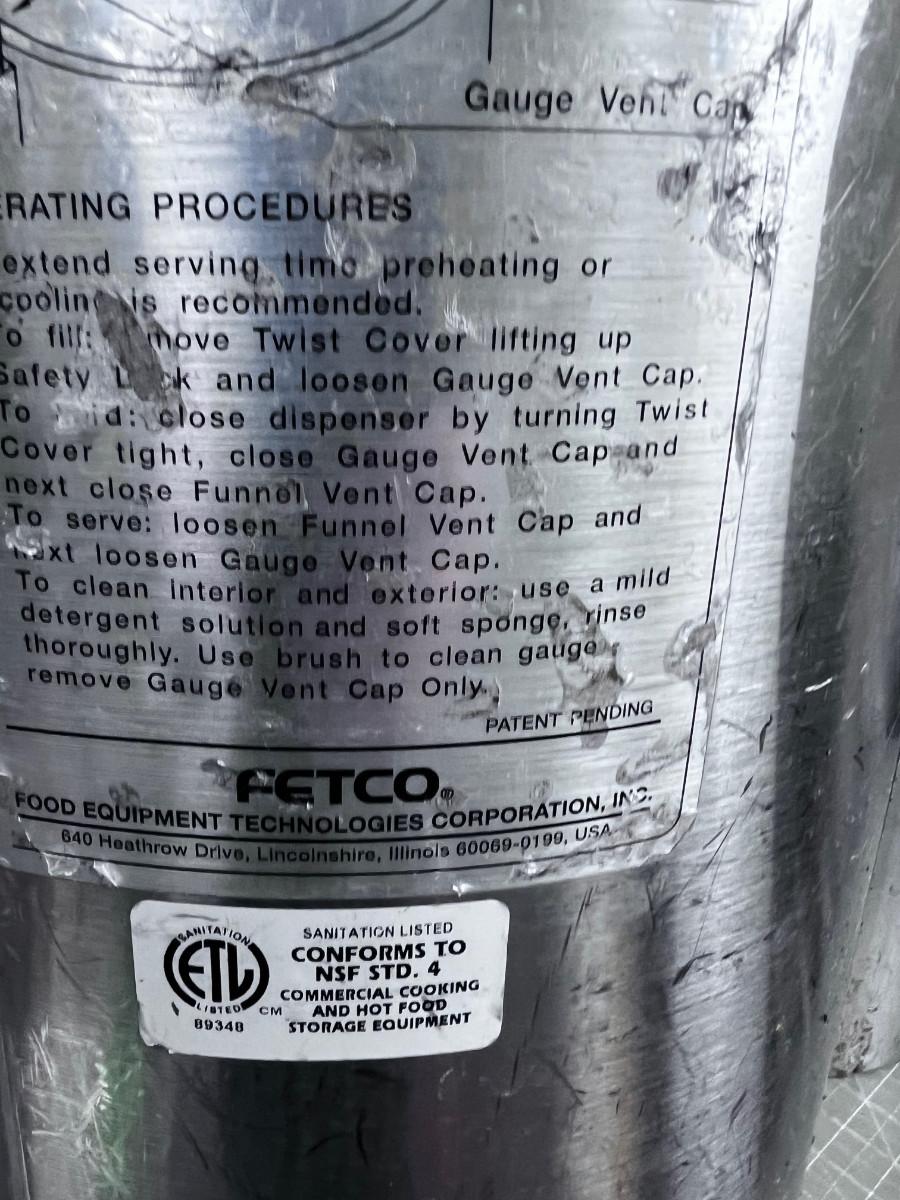 Gauge Vent Cap
ERATING PROCEDURES
extend serving time preheating or
cooling is recommended.
To fill: move Twist Cover lifting up
Safety L k and loosen Gauge Vent Cap.
To d: close dispenser by turning Twist
Cover tight, close Gauge Vent Cap and
next close Funnel Vent Cap.
To serve: loosen Funnel Vent Cap and
next loosen Gauge Vent Cap.
To clean interior and exterior: use a mild
detergent solution and soft sponge, rinse
thoroughly. Use brush to clean gauge
remove Gauge Vent Cap Only.
PATENT PENDING
FETCO®
FOOD EQUIPMENT TECHNOLOGIES CORPORATION, INC.
640 Heathrow Drive, Lincolnshire, Illinois 60069-0199, USA
SANITATION
ETL
LISTED CM
89348
SANITATION LISTED
CONFORMS TO
NSF STD. 4
COMMERCIAL COOKING
AND HOT FOOD
STORAGE EQUIPMENT